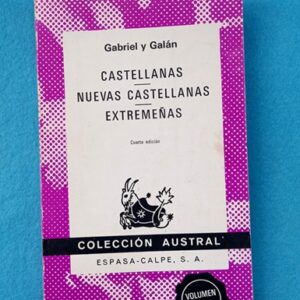 Gabriel y Galán
CASTELLANAS
NUEVAS CASTELLANAS
EXTREMEÑAS
Cuarta edición
COLECCIÓN AUSTRAL
ESPASA-CALPE, S. A.
VOLUMEN